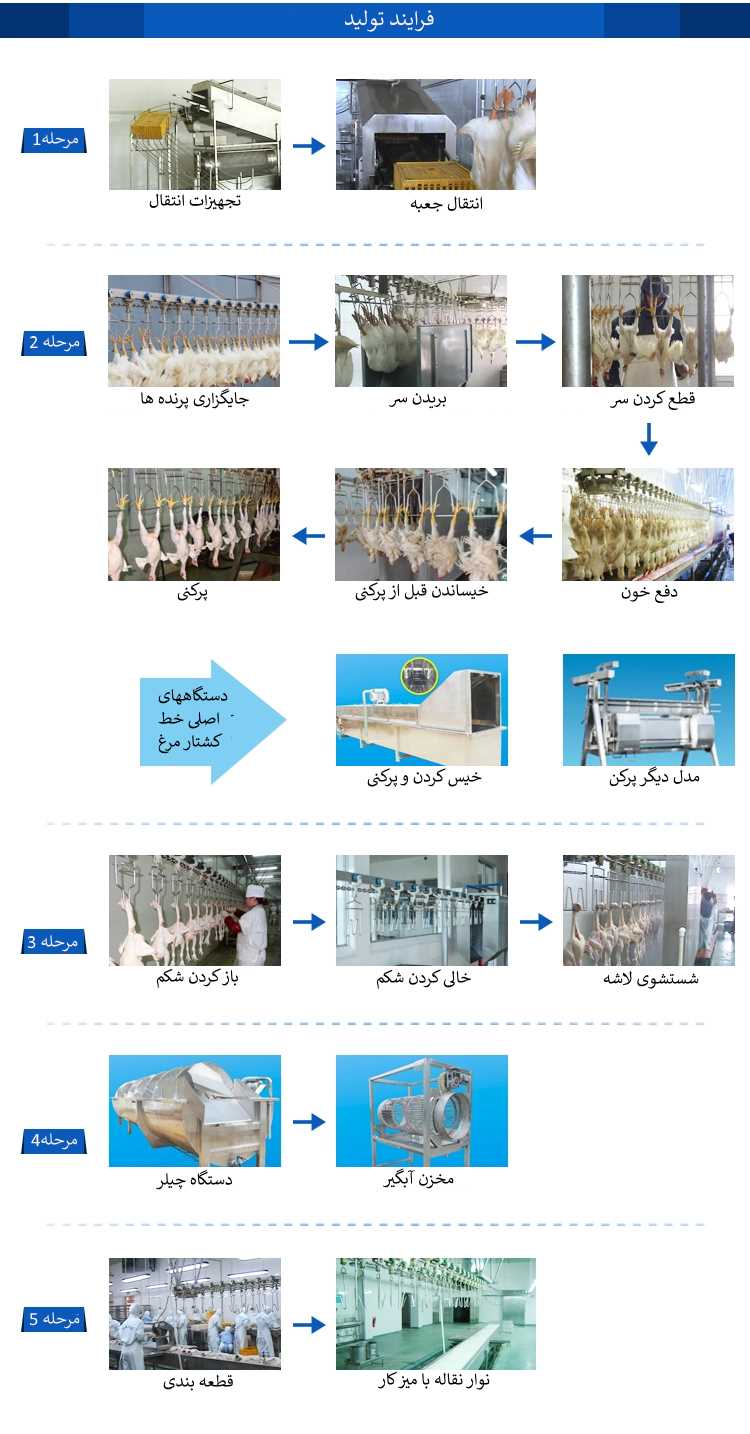 فرایند تولید
مرحله1
تجهیزات انتقال
انتقال جعبه
مرحله 2
جایگزاری پرنده ها
بریدن سر
قطع کردن سر
دفع خون
خیساندن قبل از پرکنی
پرکنی
دستگاههای
اصلی خط
کشتار مرغ
خیس کردن و پرکنی
مدل دیگر پرکن
مرحله 3
باز کردن شکم
خالی کردن شکم
شستشوی لاشه
مرحله4
دستگاه چیلر
مخزن آبگیر
مرحله 5
قطعه بندی
نوار نقاله با میز کار